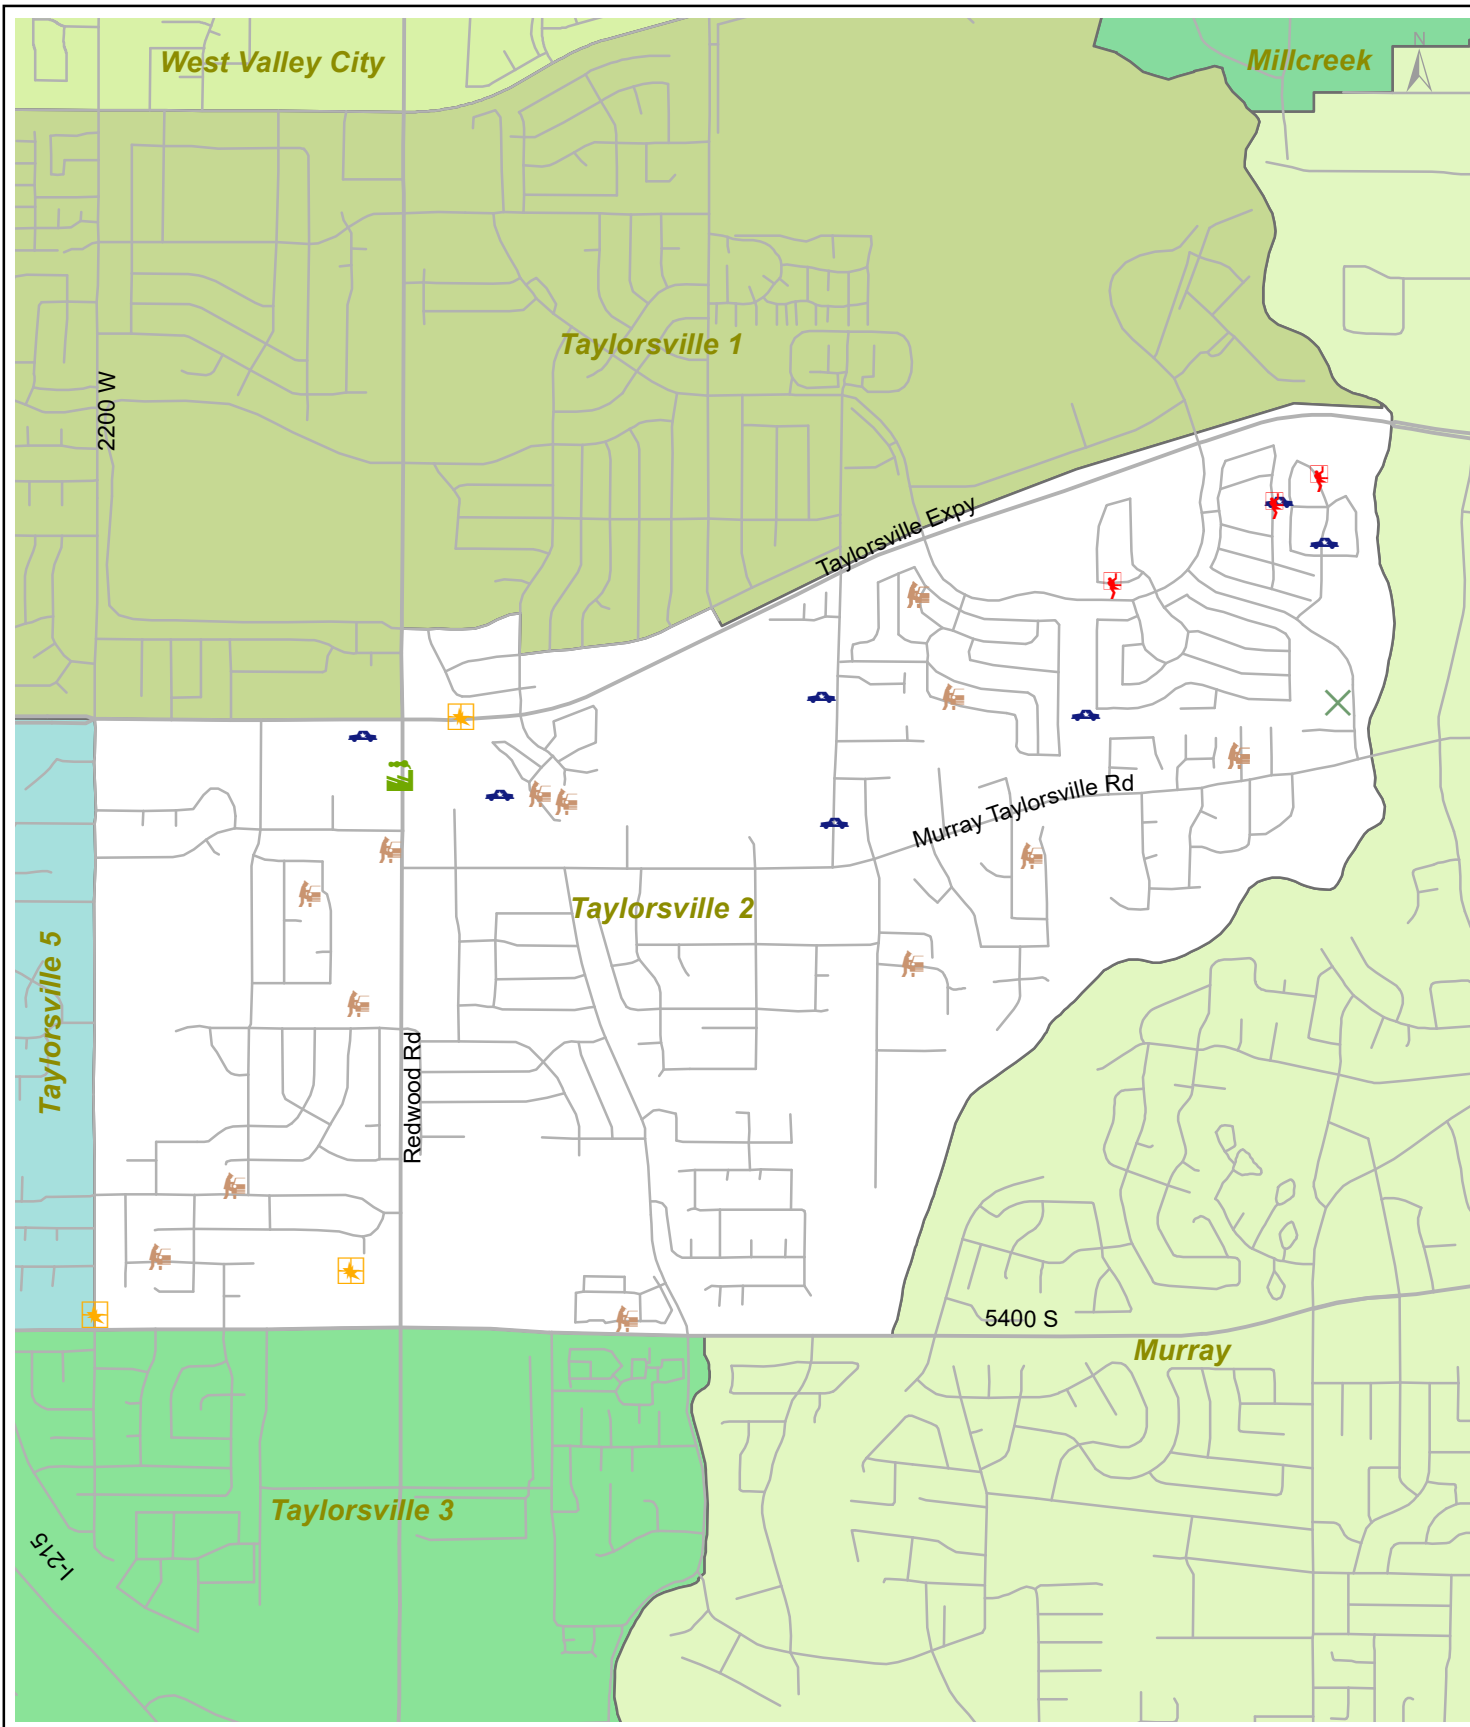 West Valley City
Millcreek
N
Taylorsville 1
2200 W
Taylorsville Expy
Murray Taylorsville Rd
Taylorsville 2
Taylorsville 5
Redwood Rd
5400 S
Murray
Taylorsville 3
I-215